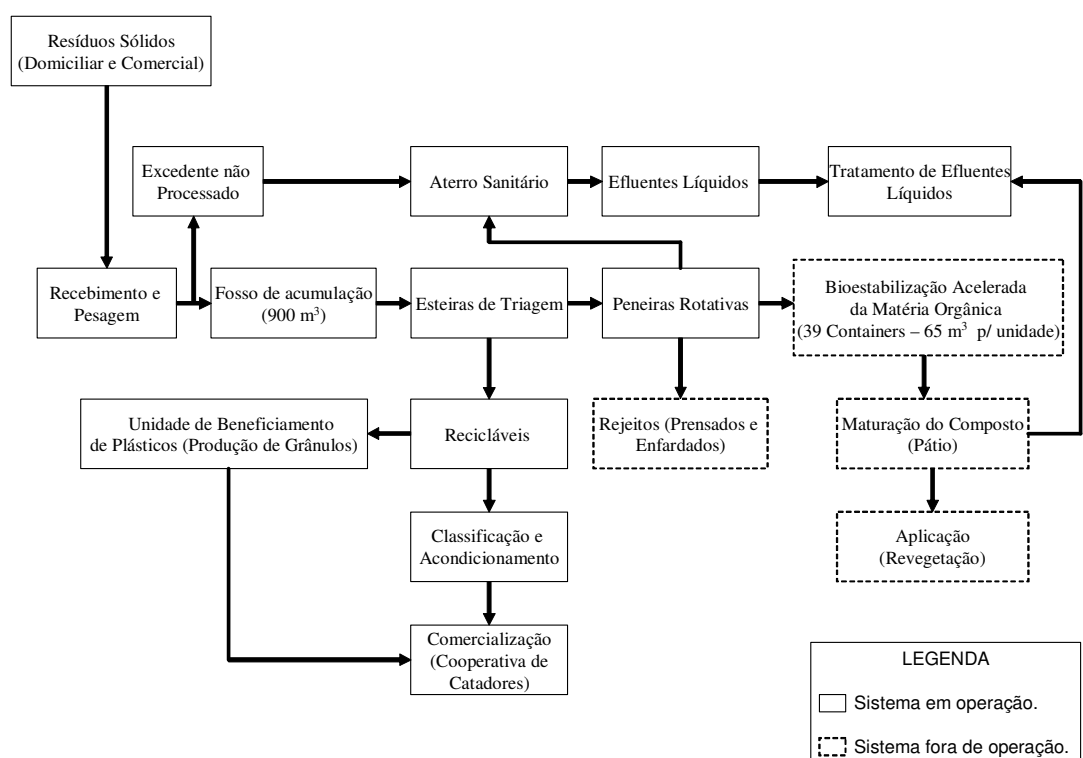 Resíduos Sólidos
(Domiciliar e Comercial)
Excedente não
Processado
Aterro Sanitário
Efluentes Líquidos
Tratamento de Efluentes
Líquidos
Recebimento e
Pesagem
Fosso de acumulação
(900 m³)
Esteiras de Triagem
Peneiras Rotativas
Bioestabilização Acelerada
da Matéria Orgânica
(39 Containers – 65 m³ p/ unidade)
Unidade de Beneficiamento
de Plásticos (Produção de Grânulos)
Recicláveis
Rejeitos (Prensados e
Enfardados)
Maturação do Composto
(Pátio)
Classificação e
Acondicionamento
Aplicação
(Revegetação)
Comercialização
(Cooperativa de
Catadores)
LEGENDA
Sistema em operação.
Sistema fora de operação.